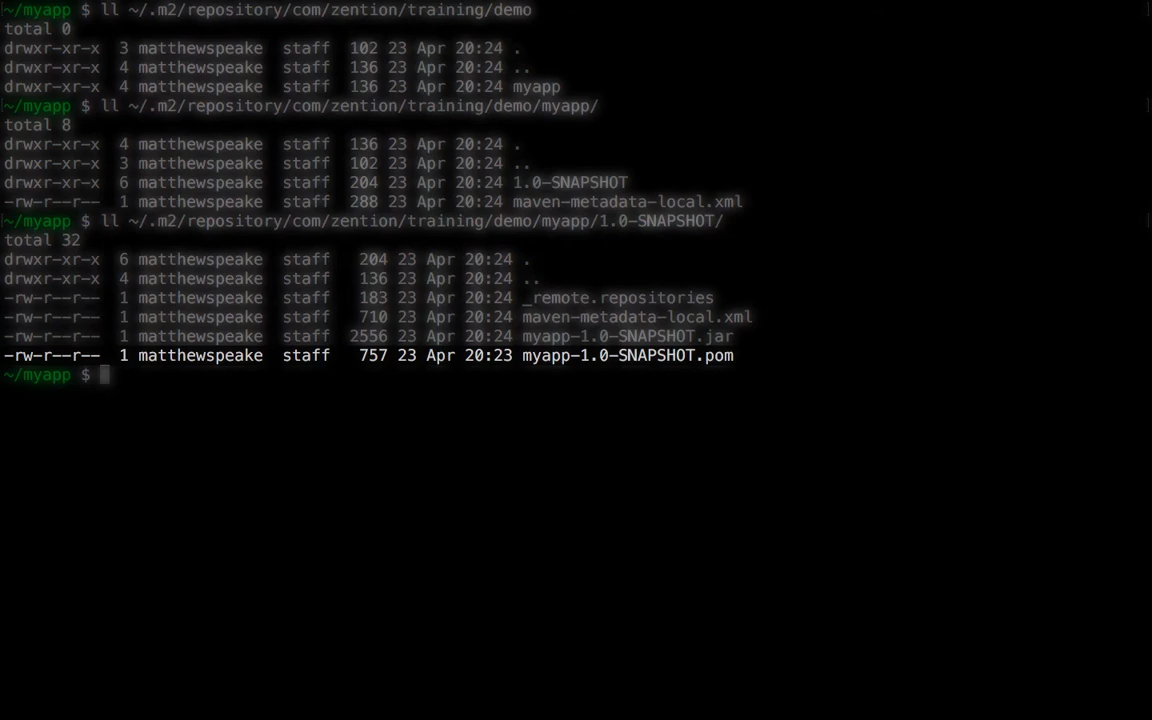 ~/myapp $ ll ~/.m2/repository/com/zention/training/demo
total 0
drwxr-xr-x  3 matthewspeake  staff  102 23 Apr 20:24 .
drwxr-xr-x  4 matthewspeake  staff  136 23 Apr 20:24 ..
drwxr-xr-x  4 matthewspeake  staff  136 23 Apr 20:24 myapp
~/myapp $ ll ~/.m2/repository/com/zention/training/demo/myapp/
total 8
drwxr-xr-x  4 matthewspeake  staff  136 23 Apr 20:24 .
drwxr-xr-x  3 matthewspeake  staff  102 23 Apr 20:24 ..
drwxr-xr-x  6 matthewspeake  staff  204 23 Apr 20:24 1.0-SNAPSHOT
-rw-r--r--  1 matthewspeake  staff  288 23 Apr 20:24 maven-metadata-local.xml
~/myapp $ ll ~/.m2/repository/com/zention/training/demo/myapp/1.0-SNAPSHOT/
total 32
drwxr-xr-x  6 matthewspeake  staff   204 23 Apr 20:24 .
drwxr-xr-x  4 matthewspeake  staff   136 23 Apr 20:24 ..
-rw-r--r--  1 matthewspeake  staff   183 23 Apr 20:24 _remote.repositories
-rw-r--r--  1 matthewspeake  staff   710 23 Apr 20:24 maven-metadata-local.xml
-rw-r--r--  1 matthewspeake  staff  2556 23 Apr 20:24 myapp-1.0-SNAPSHOT.jar
-rw-r--r--  1 matthewspeake  staff   757 23 Apr 20:23 myapp-1.0-SNAPSHOT.pom
~/myapp $